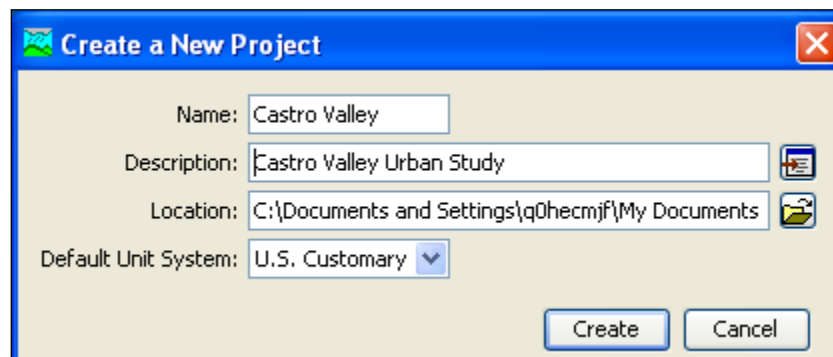 Create a New Project
Name: Castro Valley
Description: Castro Valley Urban Study
Location: C:\Documents and Settings\q0hecmjf\My Documents
Default Unit System: U.S. Customary
Create Cancel